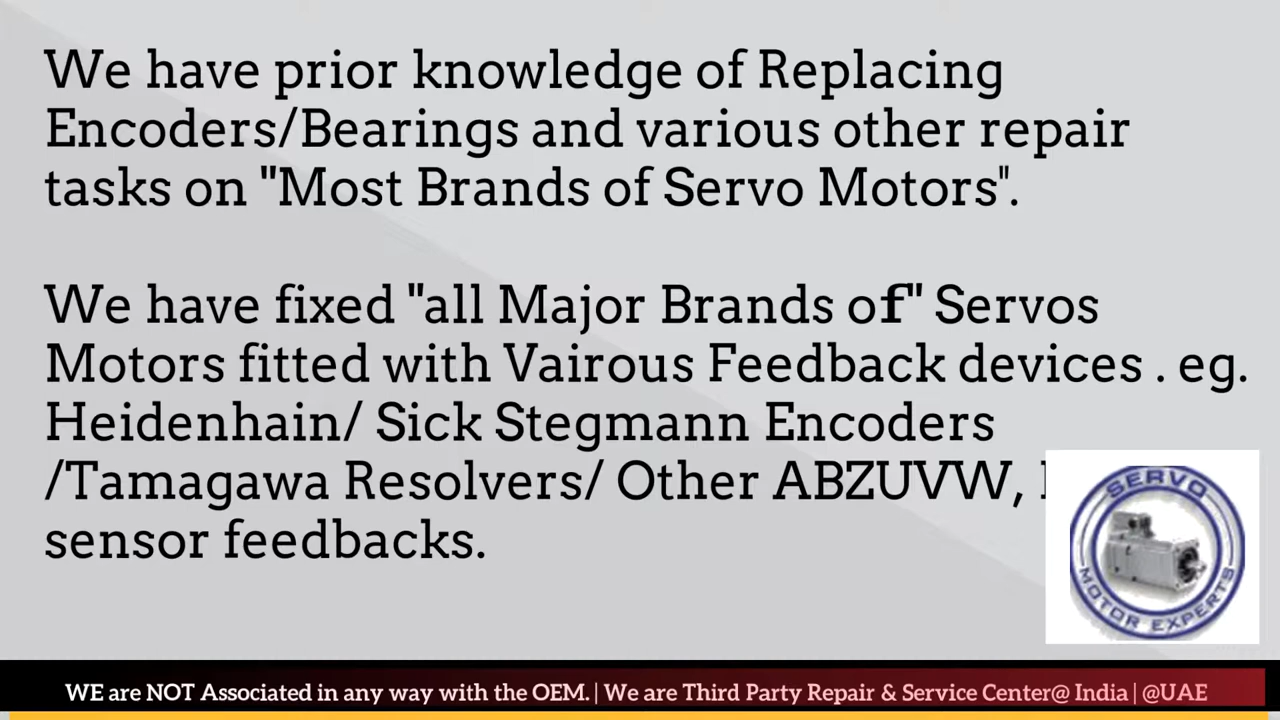 We have prior knowledge of Replacing
Encoders/Bearings and various other repair
tasks on "Most Brands of Servo Motors".
We have fixed "all Major Brands of" Servos
Motors fitted with Vairous Feedback devices . eg.
Heidenhain/ Sick Stegmann Encoders
/Tamagawa Resolvers/ Other ABZUVW,
sensor feedbacks.
SERVO
MOTOR EXPERTS
WE are NOT Associated in any way with the OEM. | We are Third Party Repair & Service Center@ India | @UAE